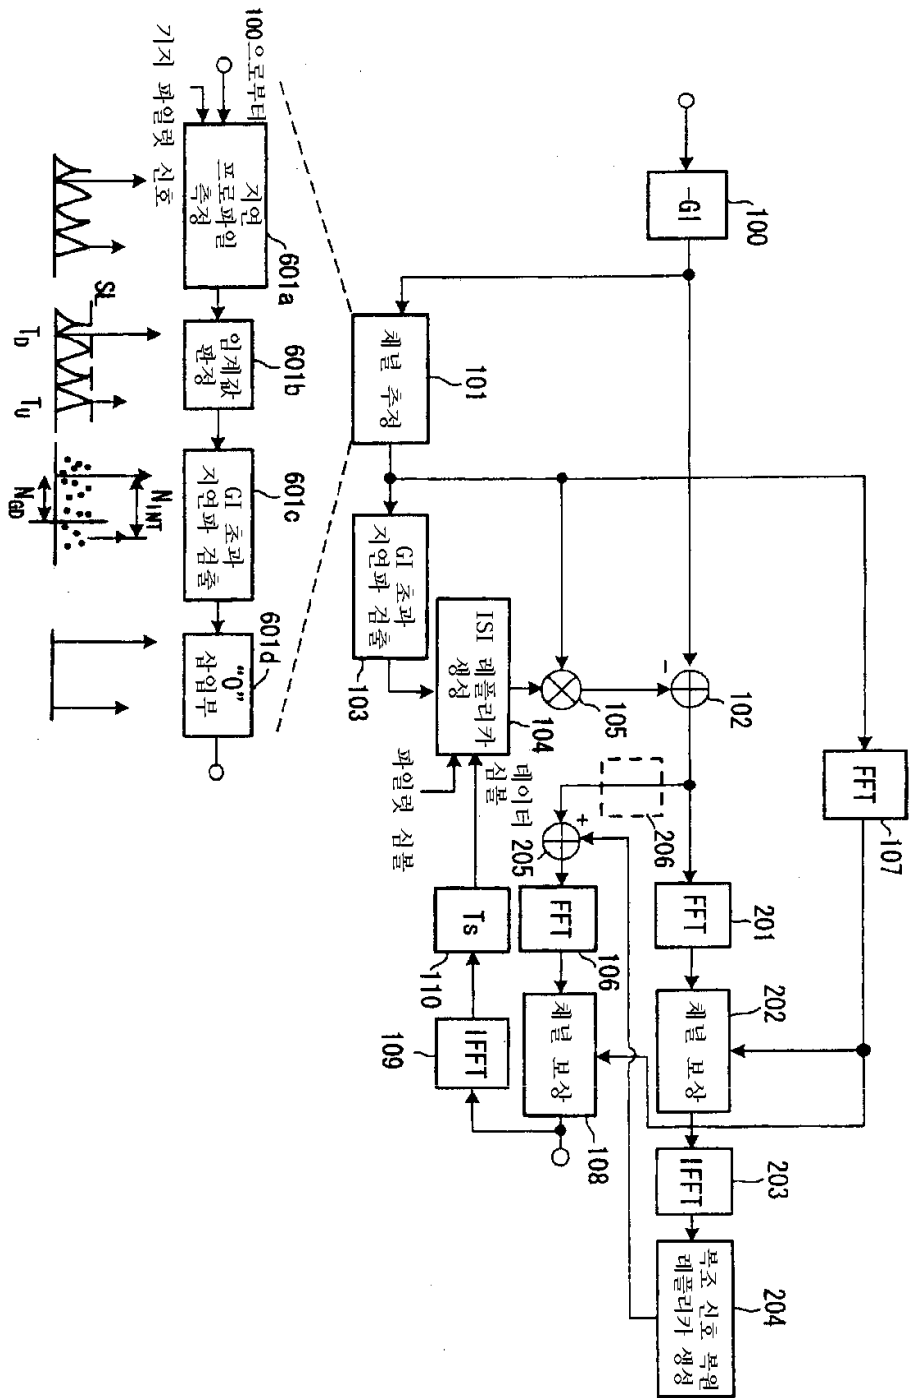 -GI
100
채널 추정
101
GI 초과
지연파 검출
103
ISI 레플리카
생성
104
105
-
102
FFT
107
206
데이터
심볼
파일럿 심볼
+
205
FFT
201
FFT
106
채널 보상
202
채널 보상
108
Ts
110
IFFT
109
IFFT
203
복조 신호 복원
레플리카 생성
204
100으로부터
기지 파일럿 신호
지연
프로파일
추정
601a
임계값
판정
601b
GI 초과
지연파 검출
601c
"0"
삽입부
601d
SL
TD
TU
NINT
NGD